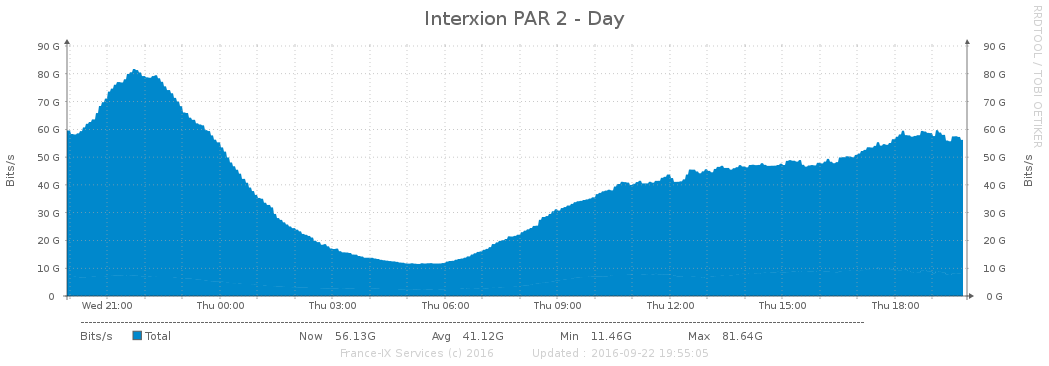 Interxion PAR 2 - Day
RRDTOOL / TOBI OETIKER
Bits/s
90 G 90 G
80 G 80 G
70 G 70 G
60 G 60 G
50 G 50 G
40 G 40 G
30 G 30 G
20 G 20 G
10 G 10 G
0 0 G
Bits/s
Wed 21:00 Thu 00:00 Thu 03:00 Thu 06:00 Thu 09:00 Thu 12:00 Thu 15:00 Thu 18:00
Bits/s Total Now 56.13G Avg 41.12G Min 11.46G Max 81.64G
France-IX Services (c) 2016 Updated : 2016-09-22 19:55:05